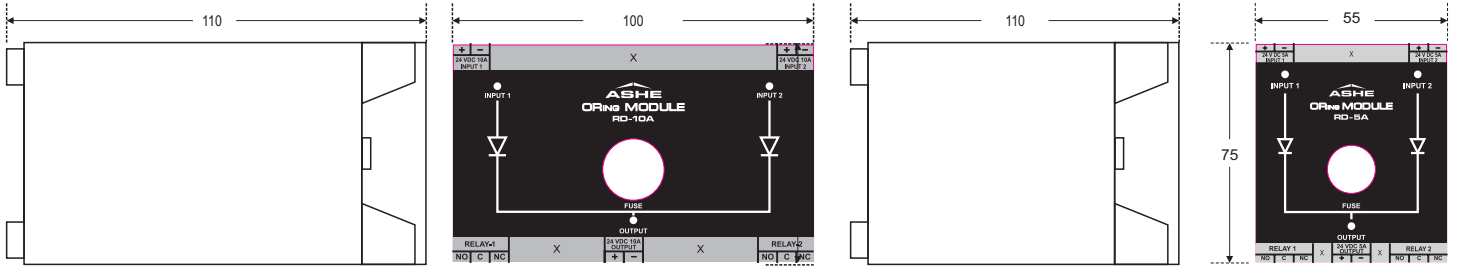 110
100
+ −
24 VDC 10A
INPUT 1
X
+ −
24 VDC 10A
INPUT 2
INPUT 1
ASHE
ORING MODULE
RD-10A
INPUT 2
FUSE
OUTPUT
RELAY-1
NO C NC
X
24 VDC 10A
OUTPUT
+ −
X
RELAY-2
NO C NC
110
55
75
+ −
24 V DC 5A
INPUT 1
X
+ −
24 V DC 5A
INPUT 2
INPUT 1
ASHE
ORING MODULE
RD-5A
INPUT 2
FUSE
OUTPUT
RELAY 1
NO C NC
X
24 VDC 5A
OUTPUT
+ −
X
RELAY 2
NO C NC